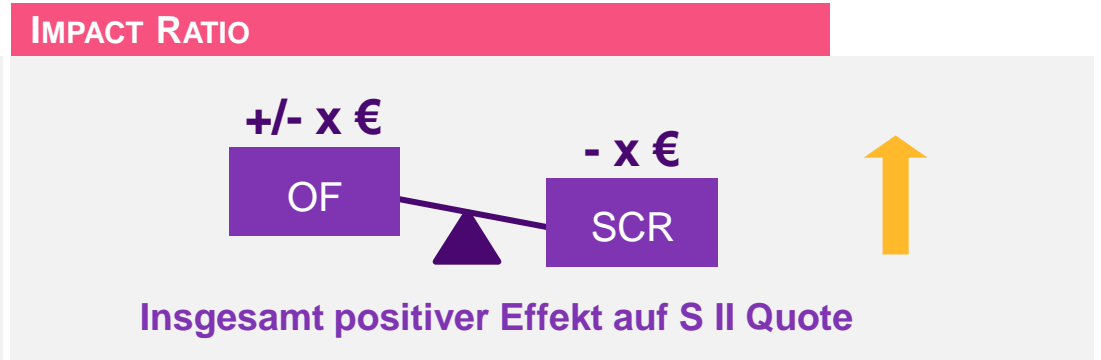 IMPACT RATIO
+/- x €
- x €
OF
SCR
Insgesamt positiver Effekt auf S II Quote